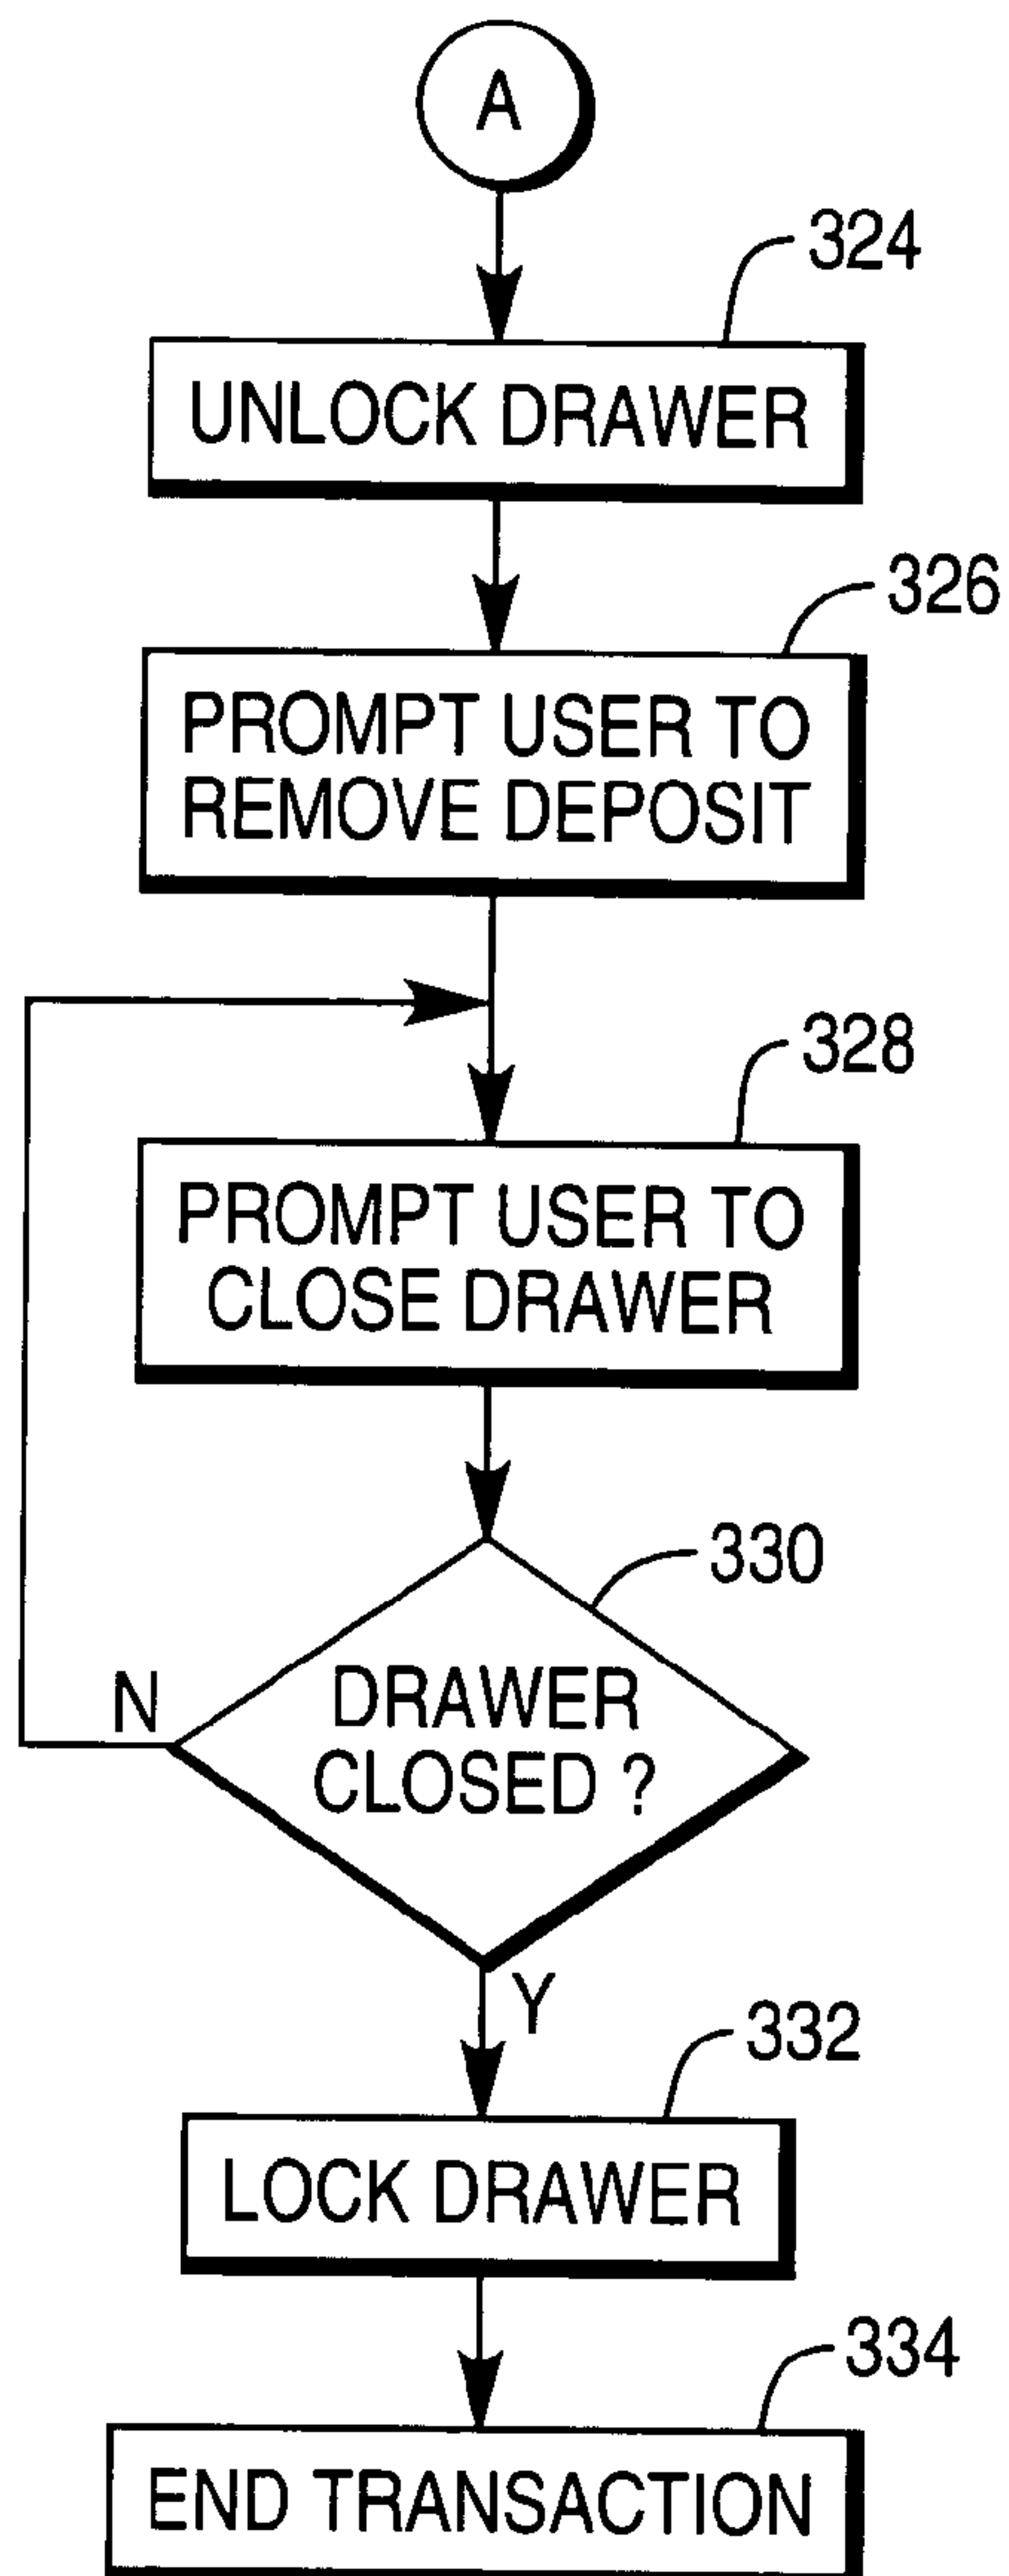 A
324
UNLOCK DRAWER
326
PROMPT USER TO
REMOVE DEPOSIT
328
PROMPT USER TO
CLOSE DRAWER
330
DRAWER
CLOSED ?
N
Y
332
LOCK DRAWER
334
END TRANSACTION